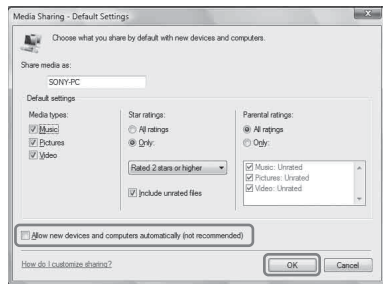 Media Sharing - Default Settings
Choose what you share by default with new devices and computers.
Share media as:
SONY-PC
Default settings
Media types:
Music
Pictures
Video
Star ratings:
All ratings
Only:
Rated 2 stars or higher
Include unrated files
Parental ratings:
All ratings
Only:
Music: Unrated
Pictures: Unrated
Video: Unrated
Allow new devices and computers automatically (not recommended)
How do I customize sharing?
OK
Cancel